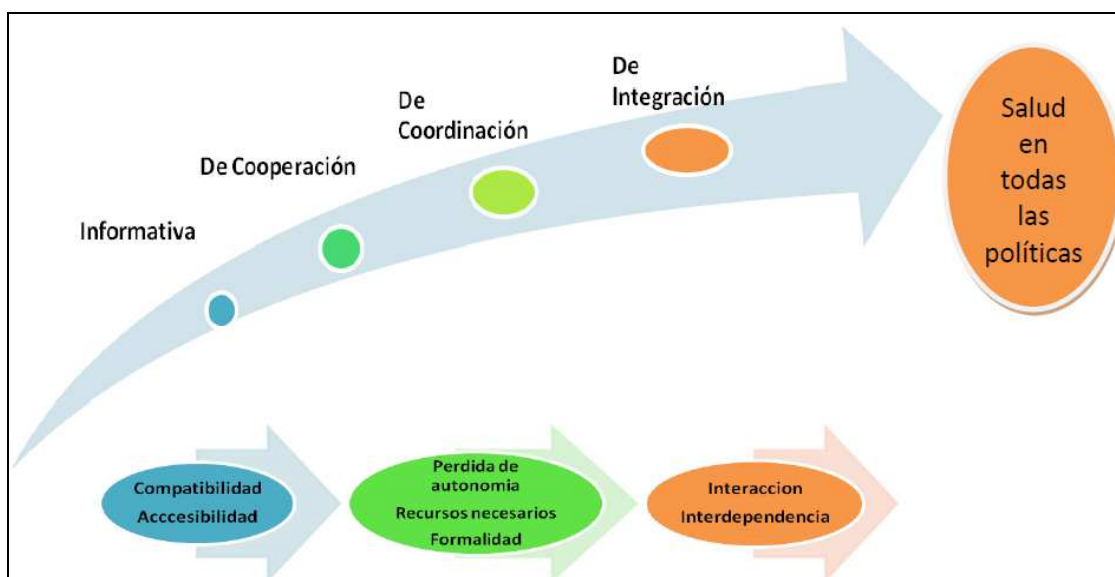 Informativa
De Cooperación
De
Coordinación
De
Integración
Salud
en
todas
las
políticas
Compatibilidad
Acccesibilidad
Perdida de
autonomia
Recursos necesarios
Formalidad
Interaccion
Interdependencia